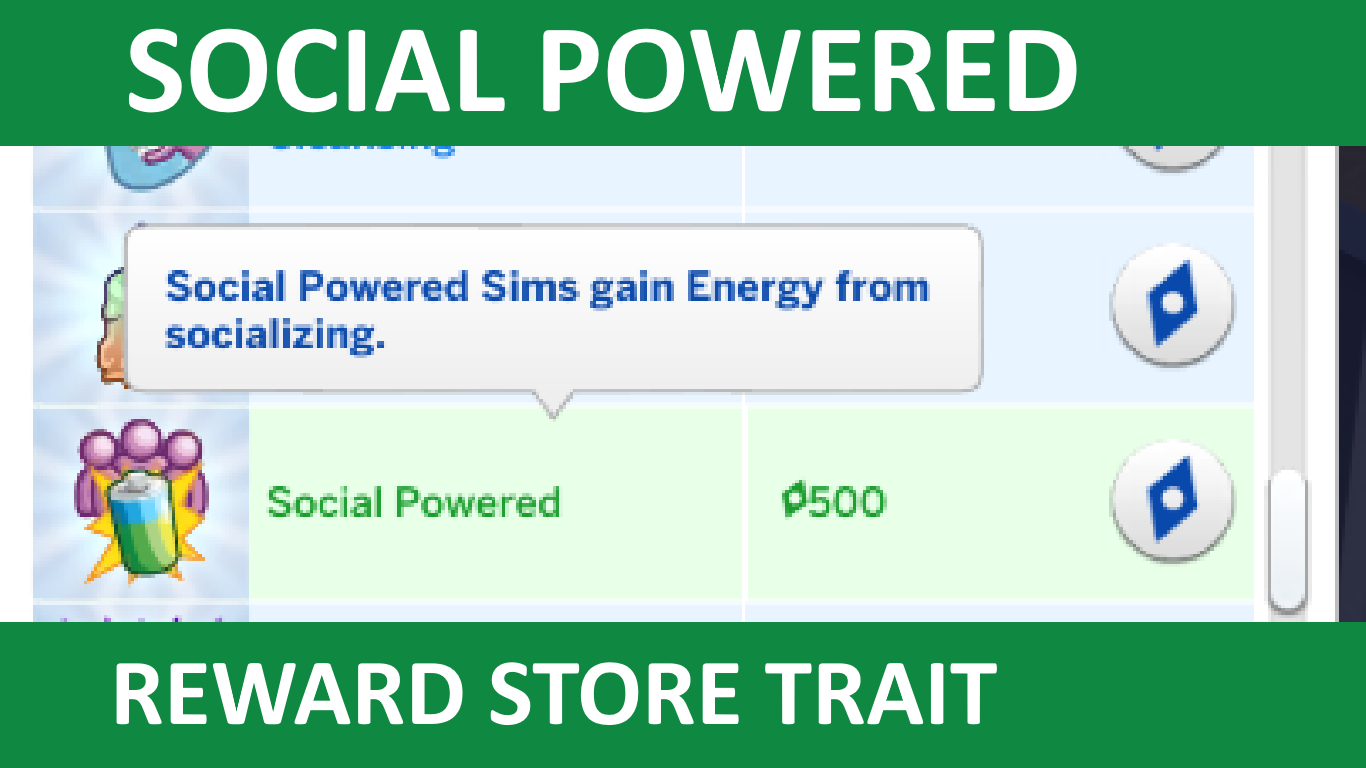 SOCIAL POWERED
Social Powered Sims gain Energy from
socializing.
Social Powered
500
REWARD STORE TRAIT